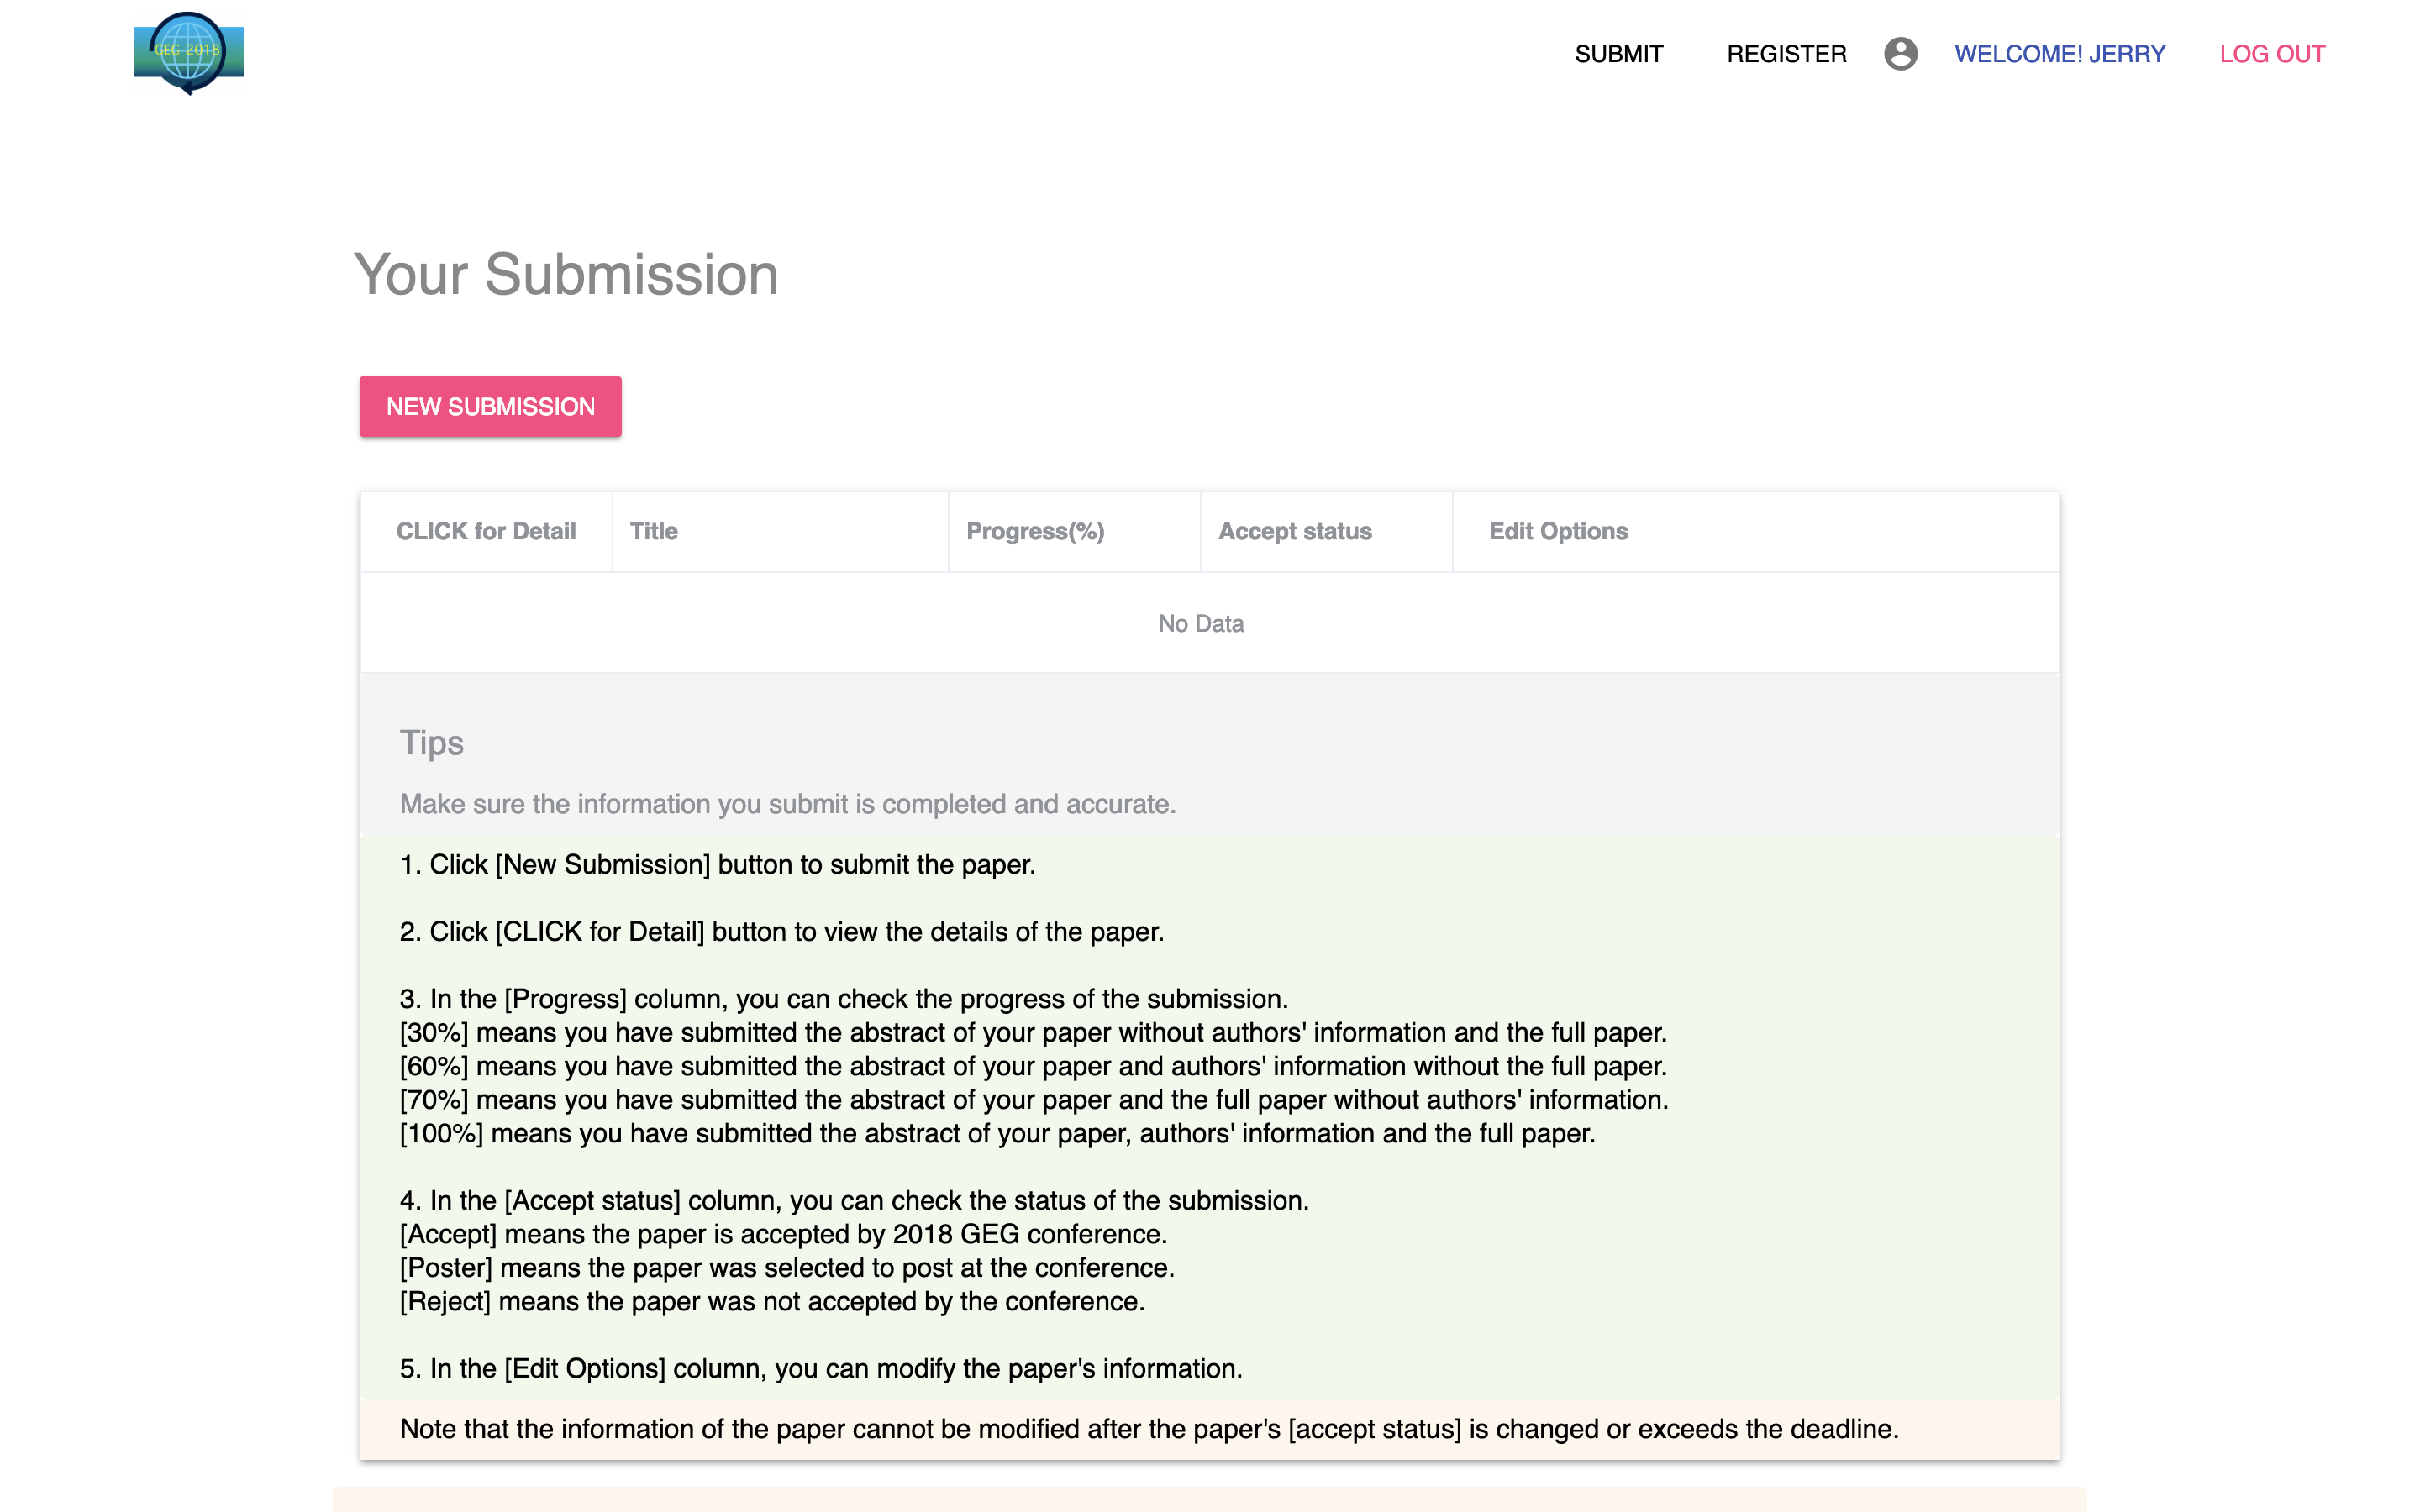 GEG 2018
SUBMIT
REGISTER
WELCOME! JERRY
LOG OUT
Your Submission
NEW SUBMISSION
CLICK for Detail
Title
Progress(%)
Accept status
Edit Options
No Data
Tips
Make sure the information you submit is completed and accurate.
1. Click [New Submission] button to submit the paper.
2. Click [CLICK for Detail] button to view the details of the paper.
3. In the [Progress] column, you can check the progress of the submission.
[30%] means you have submitted the abstract of your paper without authors' information and the full paper.
[60%] means you have submitted the abstract of your paper and authors' information without the full paper.
[70%] means you have submitted the abstract of your paper and the full paper without authors' information.
[100%] means you have submitted the abstract of your paper, authors' information and the full paper.
4. In the [Accept status] column, you can check the status of the submission.
[Accept] means the paper is accepted by 2018 GEG conference.
[Poster] means the paper was selected to post at the conference.
[Reject] means the paper was not accepted by the conference.
5. In the [Edit Options] column, you can modify the paper's information.
Note that the information of the paper cannot be modified after the paper's [accept status] is changed or exceeds the deadline.